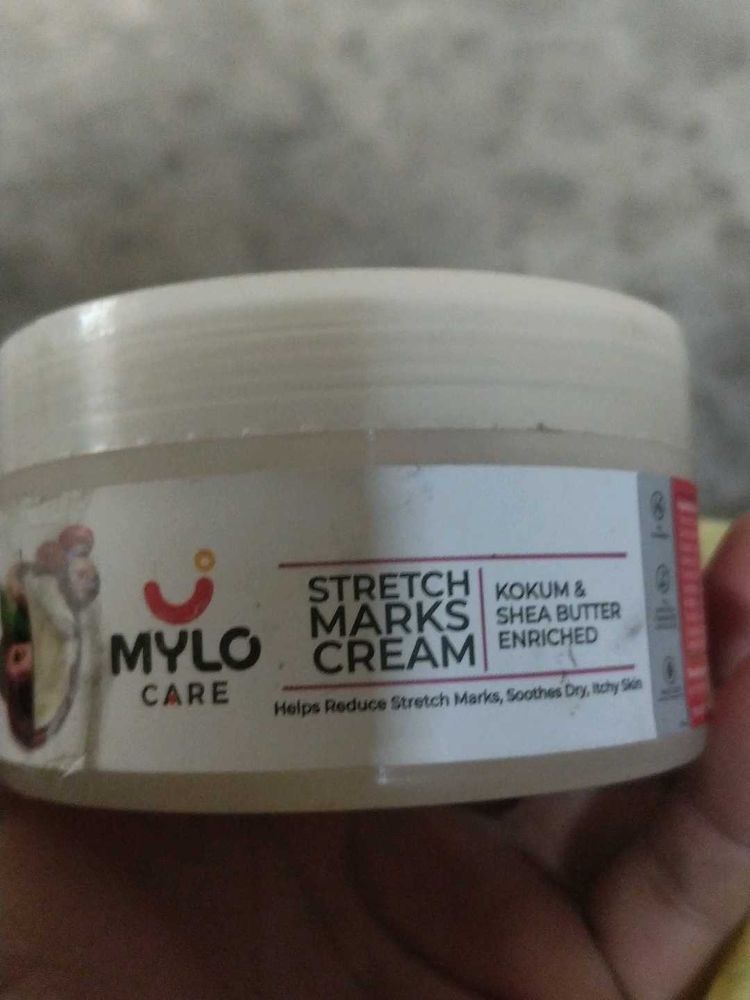 MYLO
CARE
STRETCH
MARKS
CREAM
KOKUM &
SHEA BUTTER
ENRICHED
Helps Reduce Stretch Marks, Soothes Dry, Itchy Skin